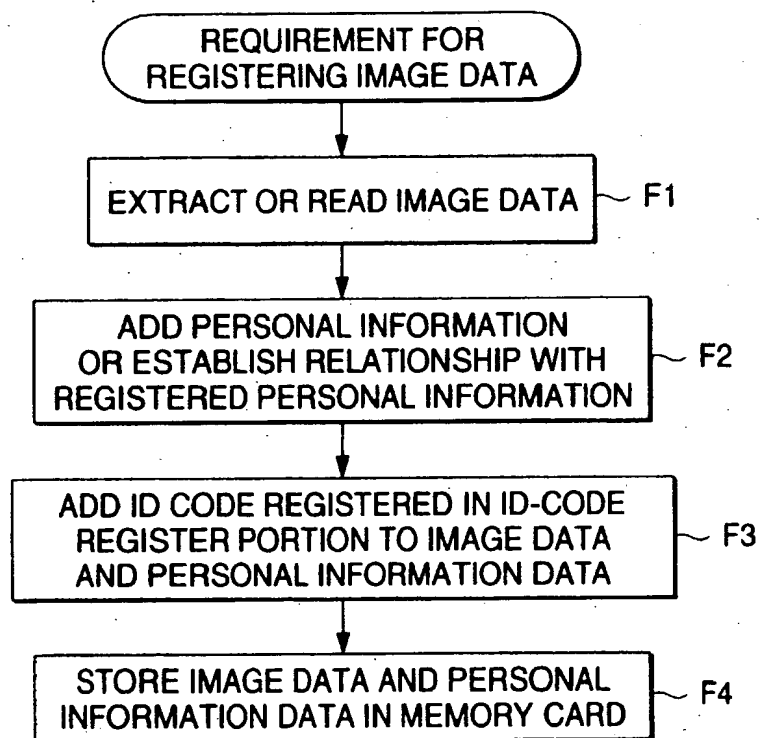 REQUIREMENT FOR
REGISTERING IMAGE DATA
EXTRACT OR READ IMAGE DATA
F1
ADD PERSONAL INFORMATION
OR ESTABLISH RELATIONSHIP WITH
REGISTERED PERSONAL INFORMATION
F2
ADD ID CODE REGISTERED IN ID-CODE
REGISTER PORTION TO IMAGE DATA
AND PERSONAL INFORMATION DATA
F3
STORE IMAGE DATA AND PERSONAL
INFORMATION DATA IN MEMORY CARD
F4